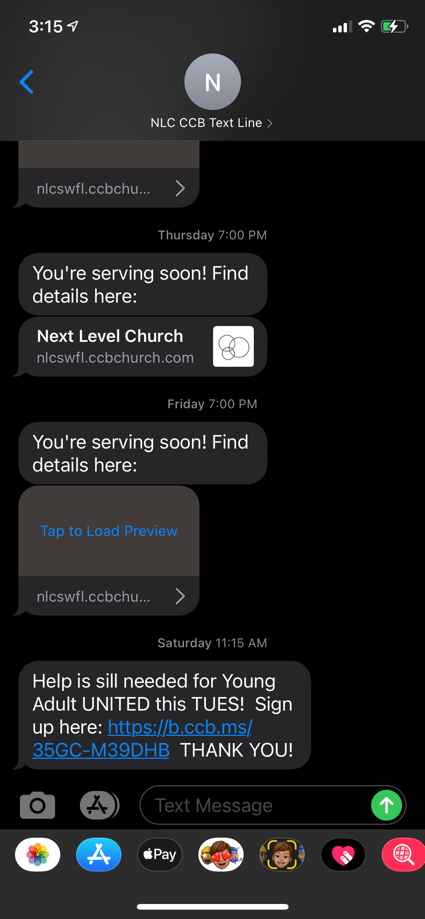 3:15
N
NLC CCB Text Line
nlcswfl.ccbchu...
Thursday 7:00 PM
You're serving soon! Find
details here:
Next Level Church
nlcswfl.ccbchurch.com
Friday 7:00 PM
You're serving soon! Find
details here:
Tap to Load Preview
nlcswfl.ccbchu...
Saturday 11:15 AM
Help is sill needed for Young
Adult UNITED this TUES!  Sign
up here: https://b.ccb.ms/
35GC-M39DHB  THANK YOU!
Text Message
Pay